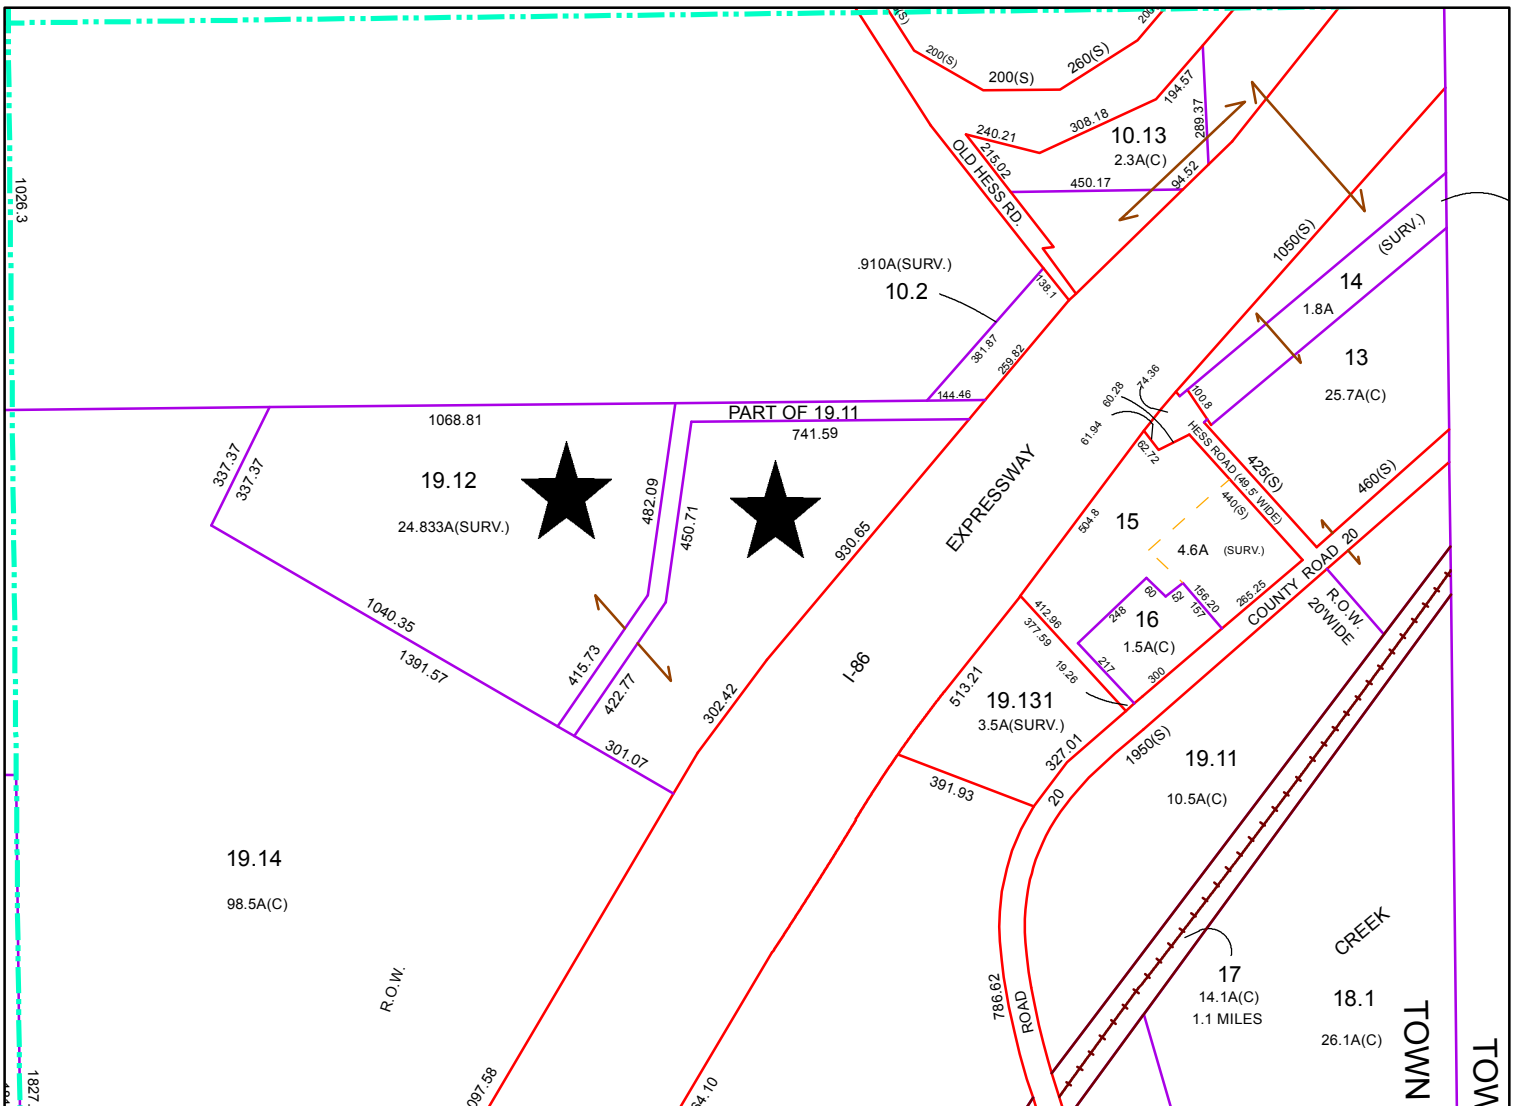 200(S)
200(S)
260(S)
194.57
289.37
308.18
240.21
10.13
2.3A(C)
215.02
OLD HESS RD.
450.17
94.52
1026.3
1050(S)
(SURV.)
14
1.8A
.910A(SURV.)
10.2
138.1
381.87
259.82
13
25.7A(C)
144.46
74.36
60.28
61.94
62.72
100.8
HESS ROAD (49.5' WIDE)
425(S)
440(S)
460(S)
PART OF 19.11
741.59
1068.81
337.37
337.37
19.12
24.833A(SURV.)
482.09
450.71
930.65
EXPRESSWAY
504.8
15
4.6A (SURV.)
COUNTY ROAD 20
265.25
R.O.W.
20'WIDE
156.20
157
52
60
248
16
1.5A(C)
217
300
412.96
377.59
19.26
1040.35
1391.57
415.73
422.77
301.07
302.42
I-86
513.21
19.131
3.5A(SURV.)
327.01
1950(S)
391.93
20
19.11
10.5A(C)
19.14
98.5A(C)
R.O.W.
786.62
ROAD
CREEK
17
14.1A(C)
1.1 MILES
18.1
26.1A(C)
TOWN
TOW
1827.
097.58
64.10